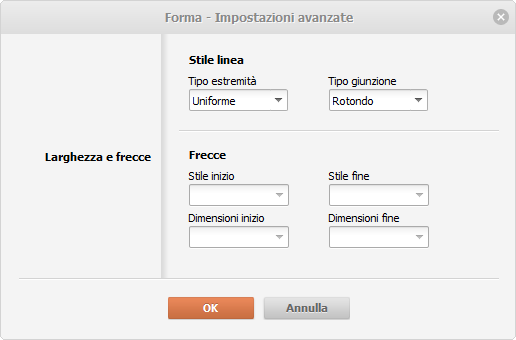 Forma - Impostazioni avanzate
Larghezza e frecce
Stile linea
Tipo estremità Tipo giunzione
Uniforme Rotondo
Frecce
Stile inizio Stile fine
Dimensioni inizio Dimensioni fine
OK Annulla